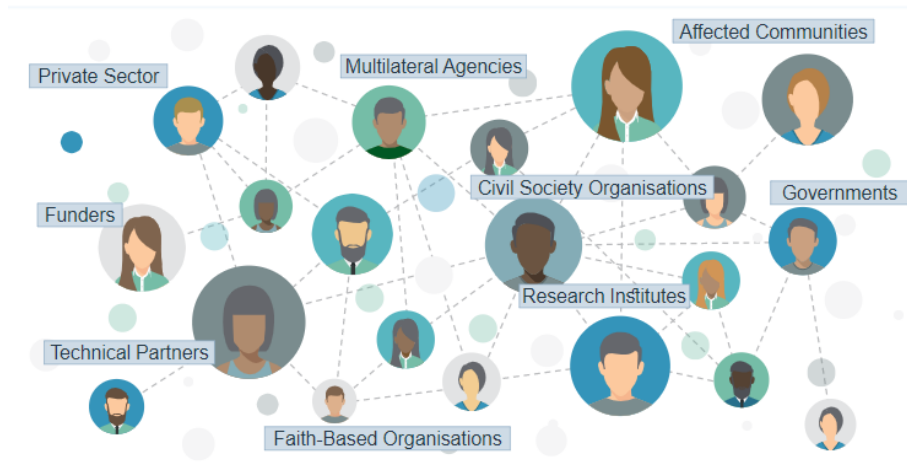 Affected Communities
Private Sector
Multilateral Agencies
Civil Society Organisations
Governments
Funders
Research Institutes
Technical Partners
Faith-Based Organisations